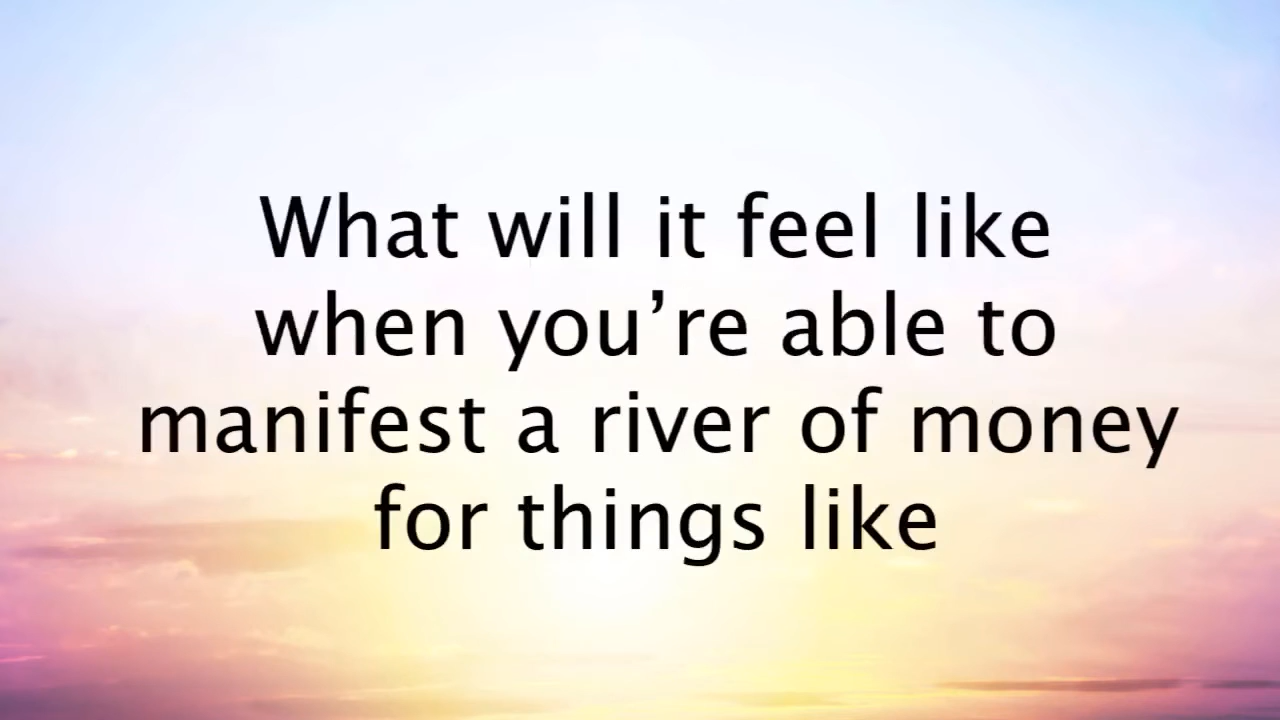 What will it feel like
when you’re able to
manifest a river of money
for things like